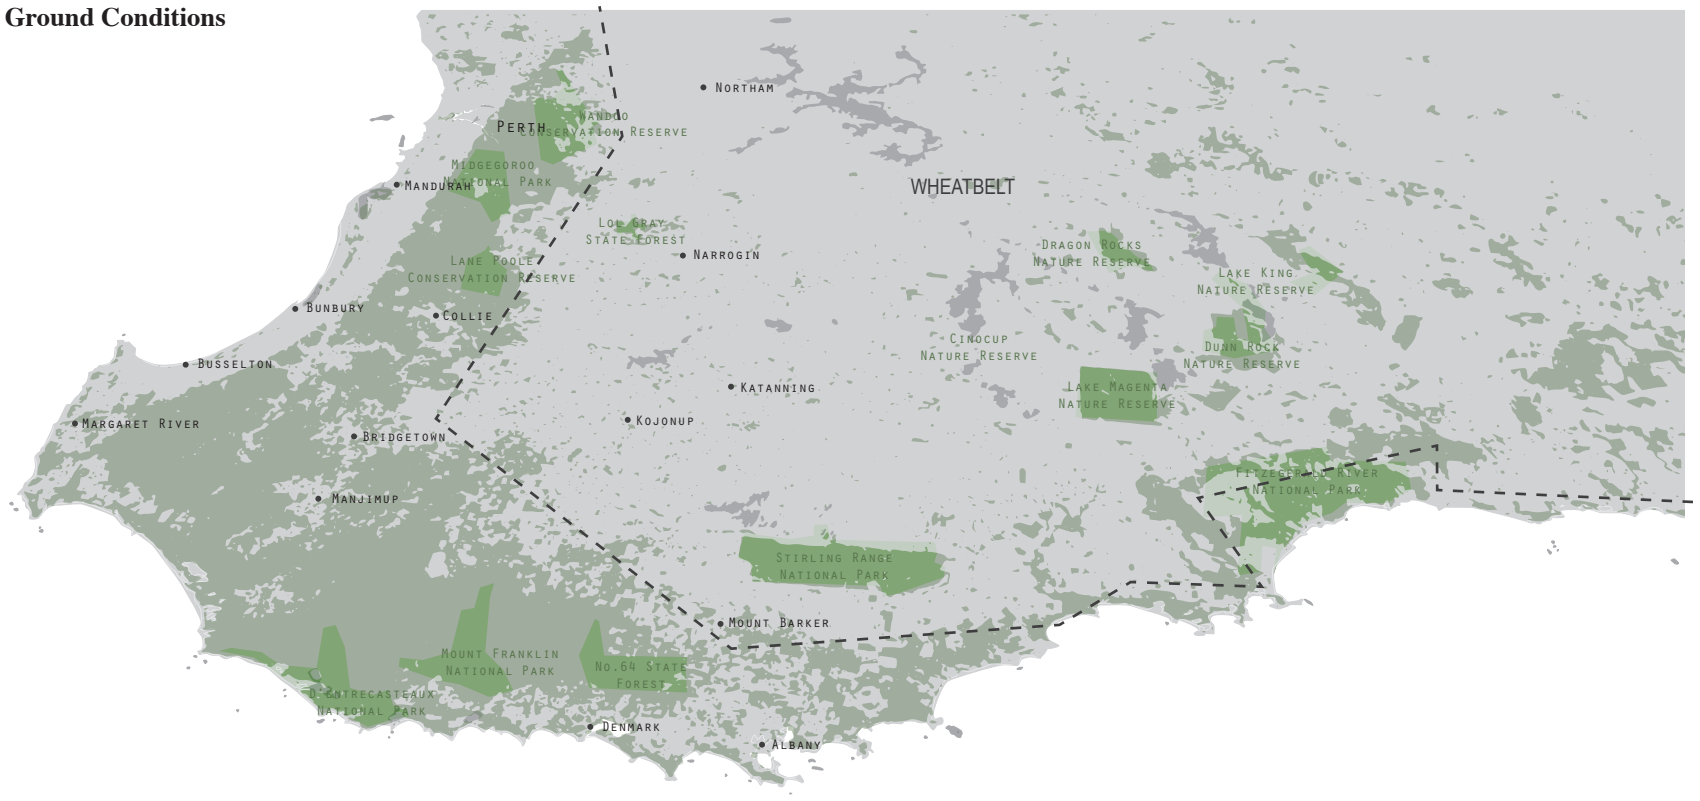 Ground Conditions
Northam
Wandoo
Conservation Reserve
Perth
Midgegoroo
National Park
Mandurah
WHEATBELT
Lol Gray
State Forest
Narrogin
Dragon Rocks
Nature Reserve
Lane Poole
Conservation Reserve
Lake King
Nature Reserve
Bunbury
Collie
Cinocup
Nature Reserve
Dunn Rock
Nature Reserve
Busselton
Katanning
Lake Magenta
Nature Reserve
Margaret River
Kojonup
Bridgetown
Fitzgerald River
National Park
Manjimup
Stirling Range
National Park
Mount Barker
Mount Franklin
National Park
No.64 State
Forest
D'Entrecasteaux
National Park
Denmark
Albany